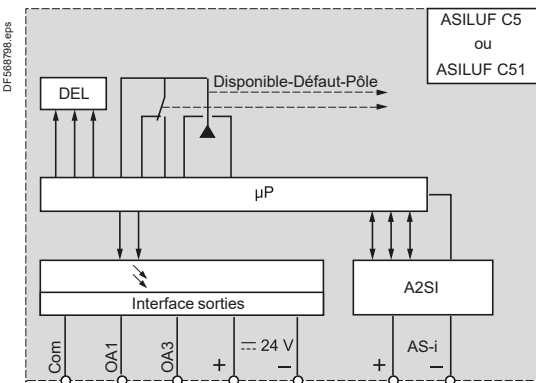 DF568798.eps
ASILUF C5
ou
ASILUF C51
Disponible-Défaut-Pôle
DEL
µP
A2SI
Interface sorties
Com
OA1
OA3
+
24 V
–
AS-i
+
–